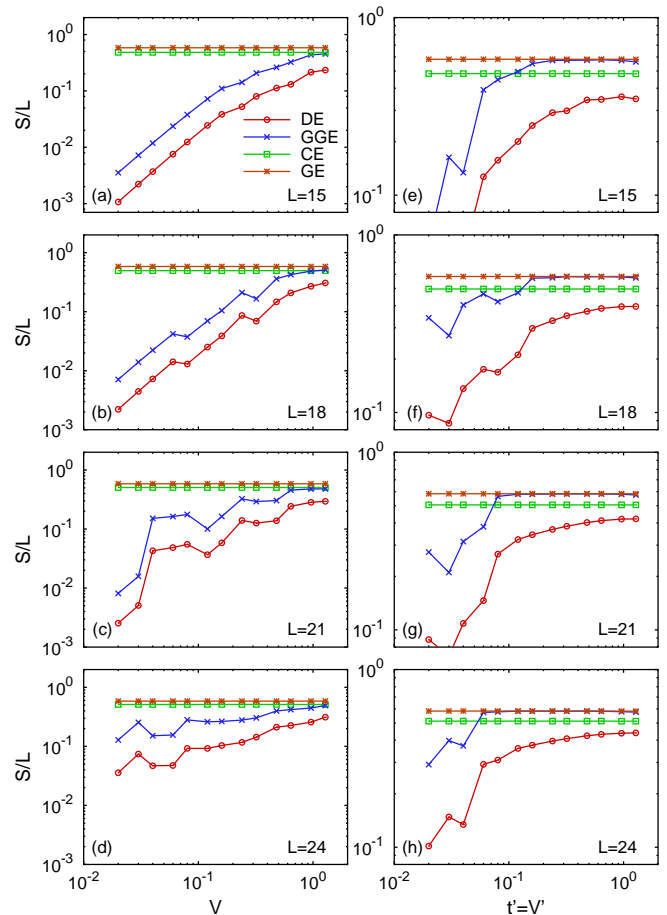 10⁰
10⁻¹
10⁻²
10⁻³
S/L
(a)
L=15
DE
GGE
CE
GE
10⁰
10⁻¹
(e)
L=15
10⁰
10⁻¹
10⁻²
10⁻³
S/L
(b)
L=18
10⁰
10⁻¹
(f)
L=18
10⁰
10⁻¹
10⁻²
10⁻³
S/L
(c)
L=21
10⁰
10⁻¹
(g)
L=21
10⁰
10⁻¹
10⁻²
10⁻³
S/L
(d)
L=24
10⁰
10⁻¹
(h)
L=24
10⁻² 10⁻¹ 10⁰
V
10⁻² 10⁻¹ 10⁰
t'=V'